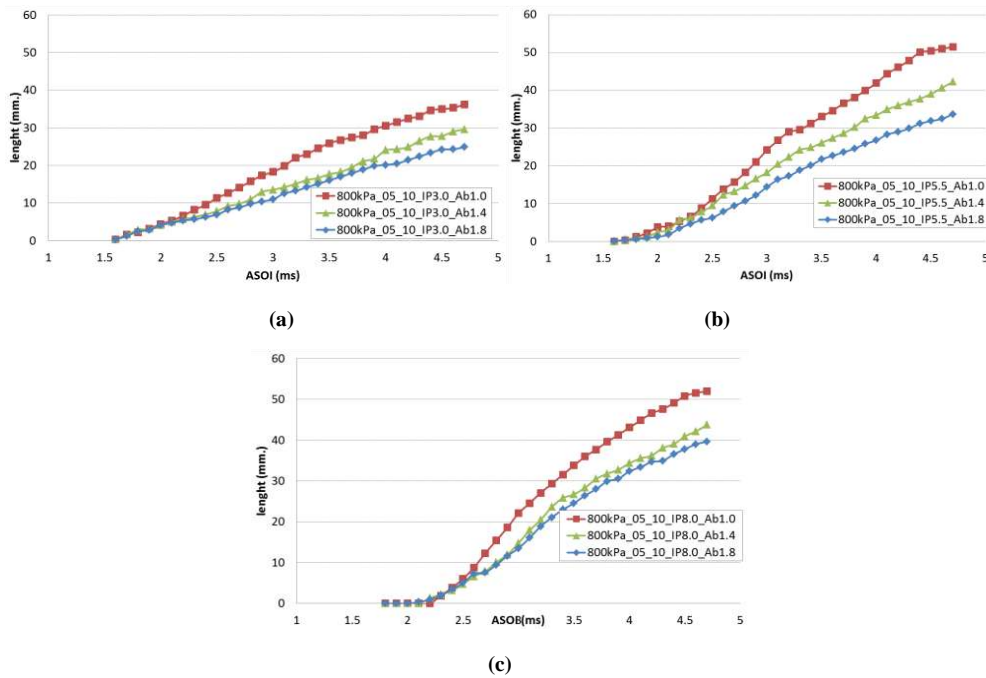 60
50
40
30
20
10
0
lenght (mm.)
800kPa_05_10_IP3.0_Ab1.0
800kPa_05_10_IP3.0_Ab1.4
800kPa_05_10_IP3.0_Ab1.8
1 1.5 2 2.5 3 3.5 4 4.5 5
ASOI (ms)
(a)
60
50
40
30
20
10
0
lenght (mm.)
800kPa_05_10_IP5.5_Ab1.0
800kPa_05_10_IP5.5_Ab1.4
800kPa_05_10_IP5.5_Ab1.8
1 1.5 2 2.5 3 3.5 4 4.5 5
ASOI (ms)
(b)
60
50
40
30
20
10
0
lenght (mm.)
800kPa_05_10_IP8.0_Ab1.0
800kPa_05_10_IP8.0_Ab1.4
800kPa_05_10_IP8.0_Ab1.8
1 1.5 2 2.5 3 3.5 4 4.5 5
(ms)
(c)